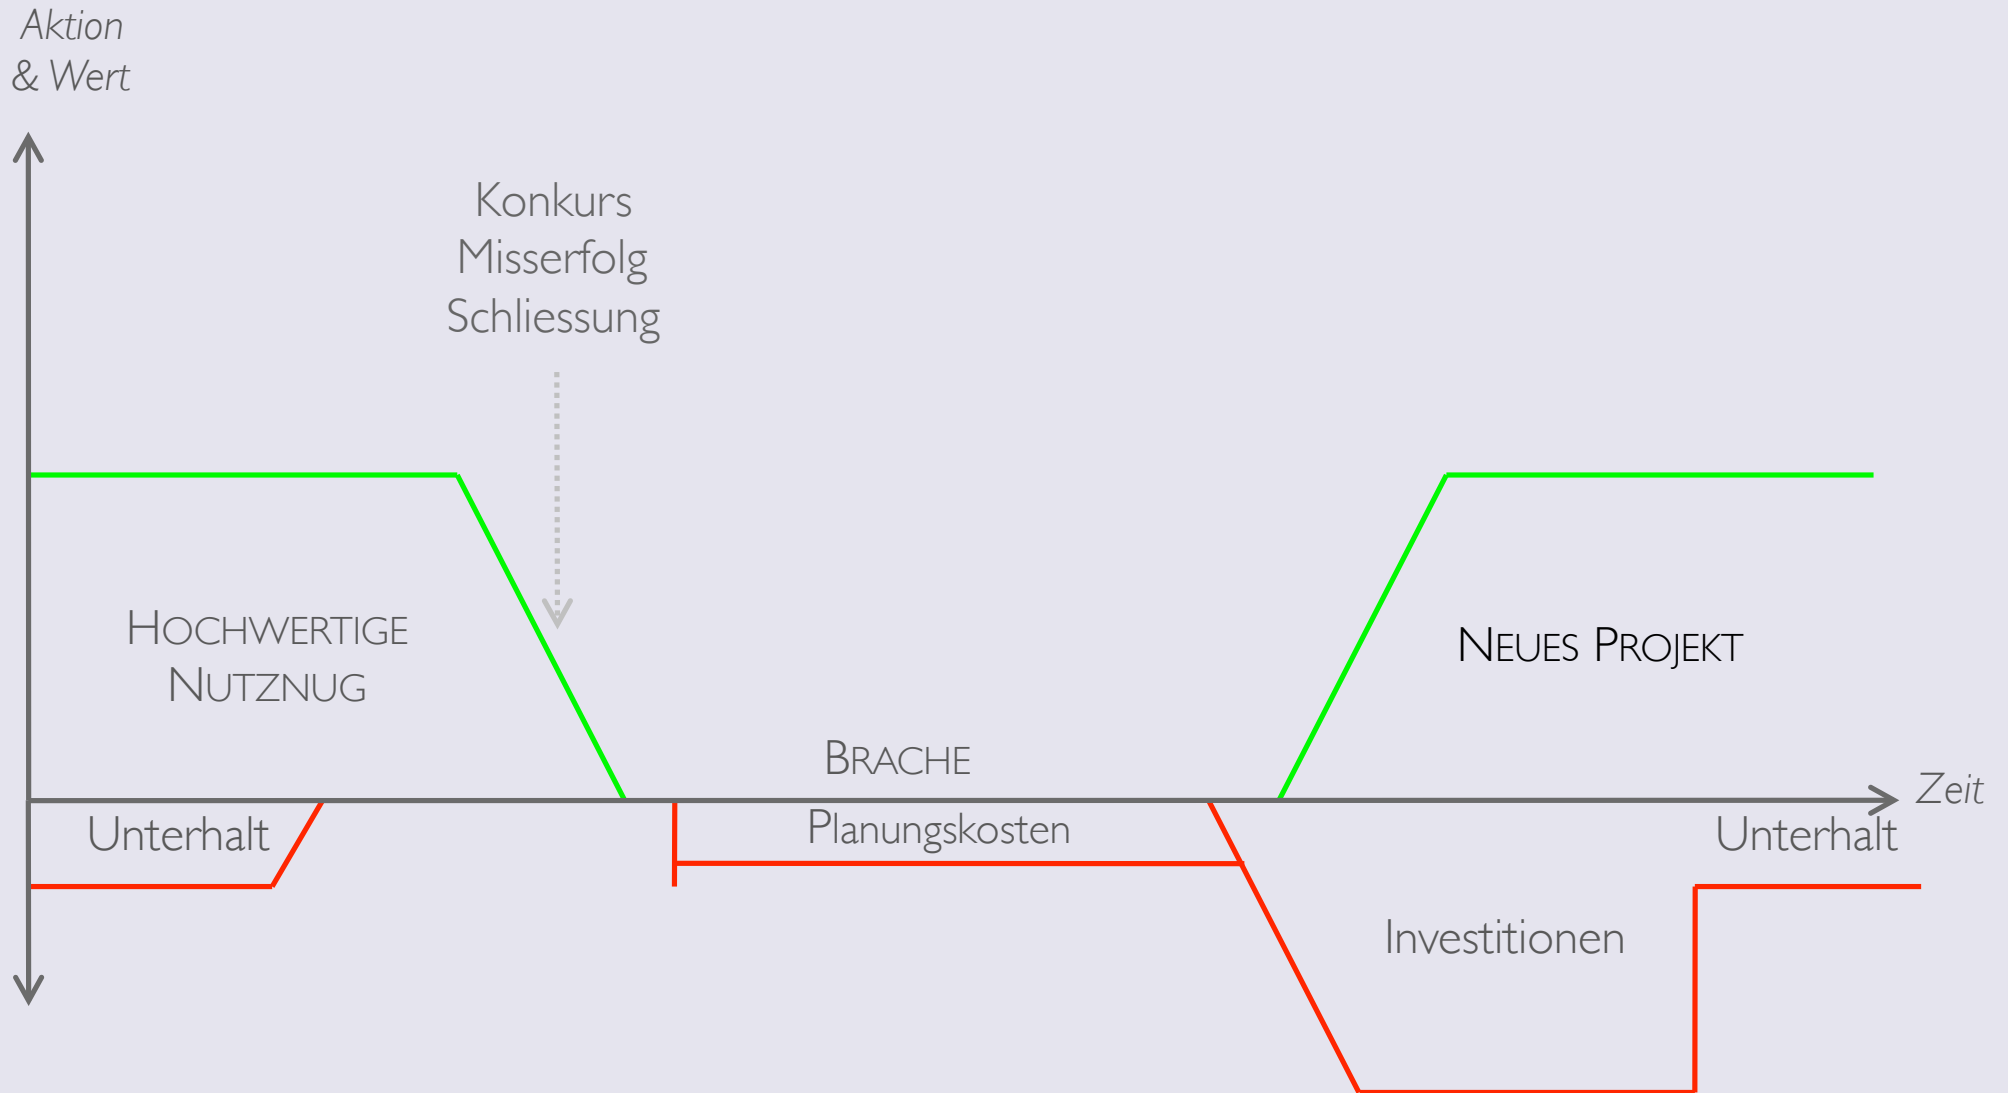 Aktion
& Wert
Konkurs
Misserfolg
Schliessung
HOCHWERTIGE
NUTZNUG
NEUES PROJEKT
BRACHE
Zeit
Unterhalt
Planungskosten
Unterhalt
Investitionen